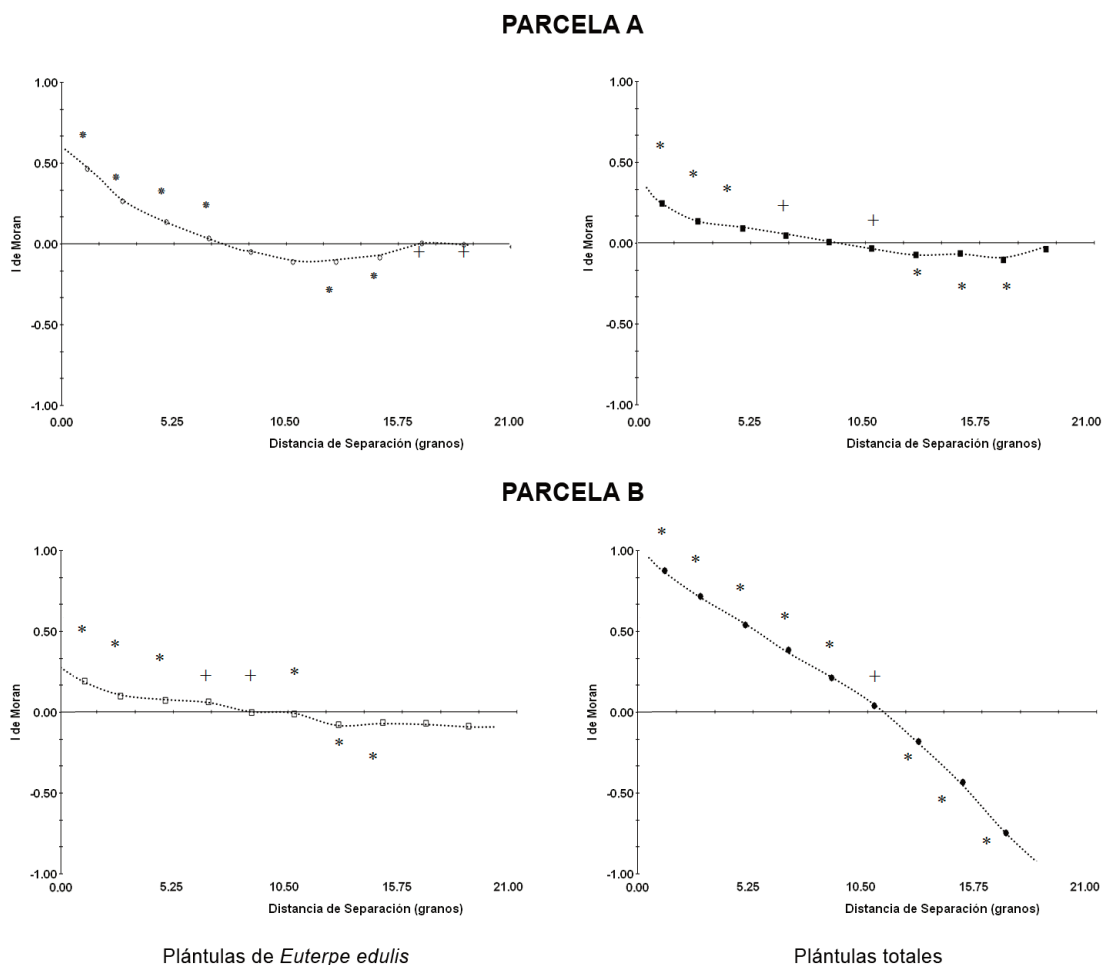 PARCELA A
1.00
0.50
0.00
-0.50
-1.00
I de Moran
0.00 5.25 10.50 15.75 21.00
Distancia de Separación (granos)
1.00
0.50
0.00
-0.50
-1.00
I de Moran
0.00 5.25 10.50 15.75 21.00
Distancia de Separación (granos)
PARCELA B
1.00
0.50
0.00
-0.50
-1.00
I de Moran
0.00 5.25 10.50 15.75 21.00
Distancia de Separación (granos)
Plántulas de Euterpe edulis
1.00
0.50
0.00
-0.50
-1.00
I de Moran
0.00 5.25 10.50 15.75 21.00
Distancia de Separación (granos)
Plántulas totales